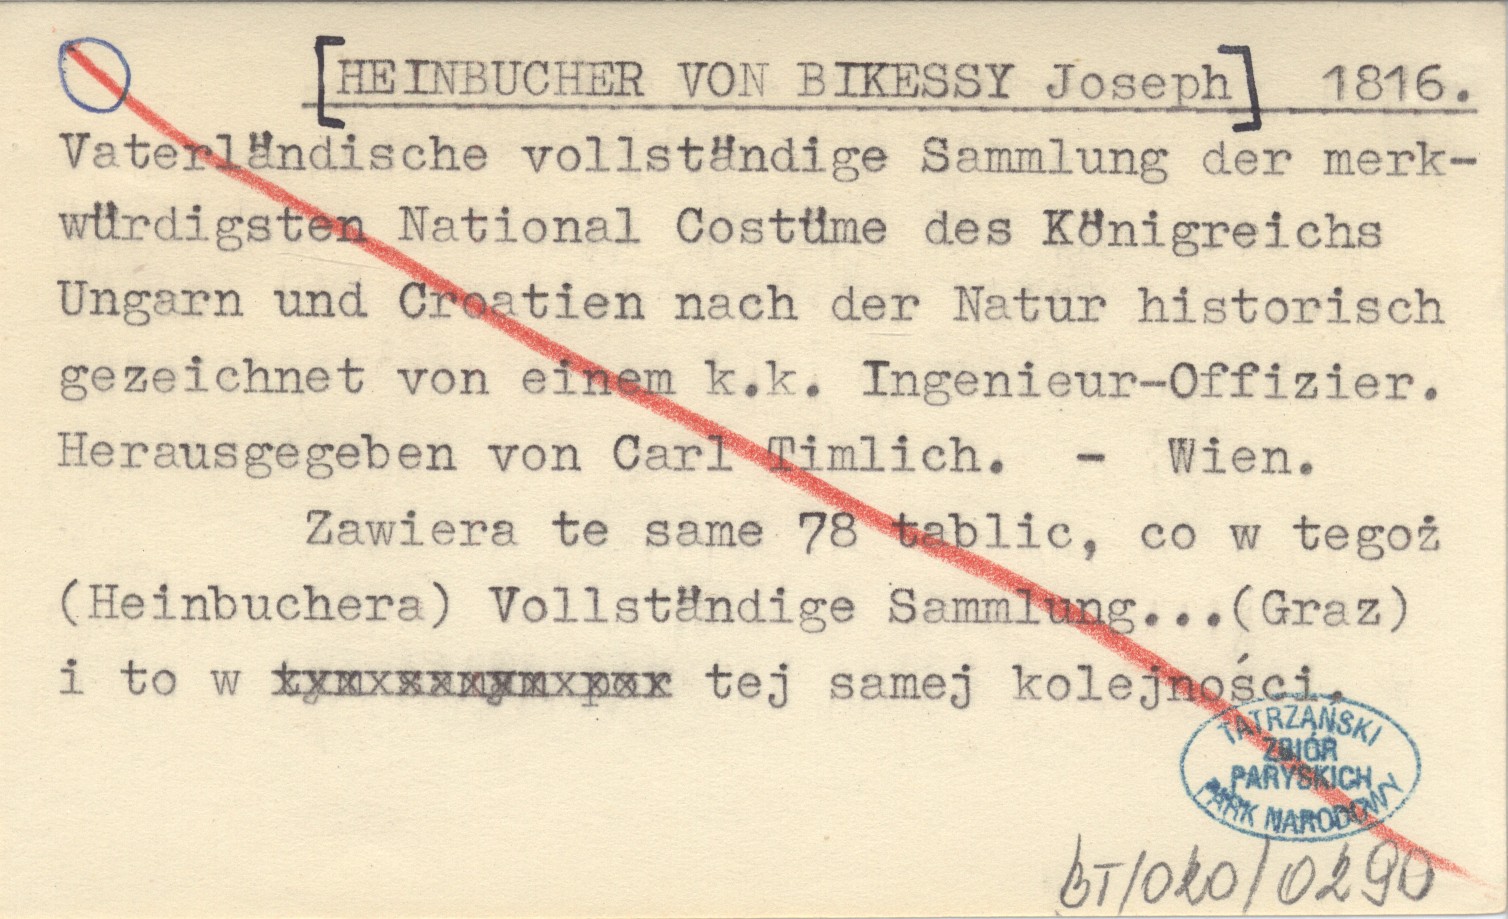 [HEINBUCHER VON BIKESSY Joseph] 1816.
Vaterländische vollständige Sammlung der merk-
würdigsten National Costüme des Königreichs
Ungarn und Croatien nach der Natur historisch
gezeichnet von einem k.k. Ingenieur-Offizier.
Herausgegeben von Carl Timlich. - Wien.
Zawiera te same 78 tablic, co w tegoż
(Heinbuchera) Vollständige Sammlung...(Graz)
i to w tej samej kolejności.
TATRZAŃSKI
ZBIÓR
PARYSKICH
PARK NARODOWY
BT/020/0290